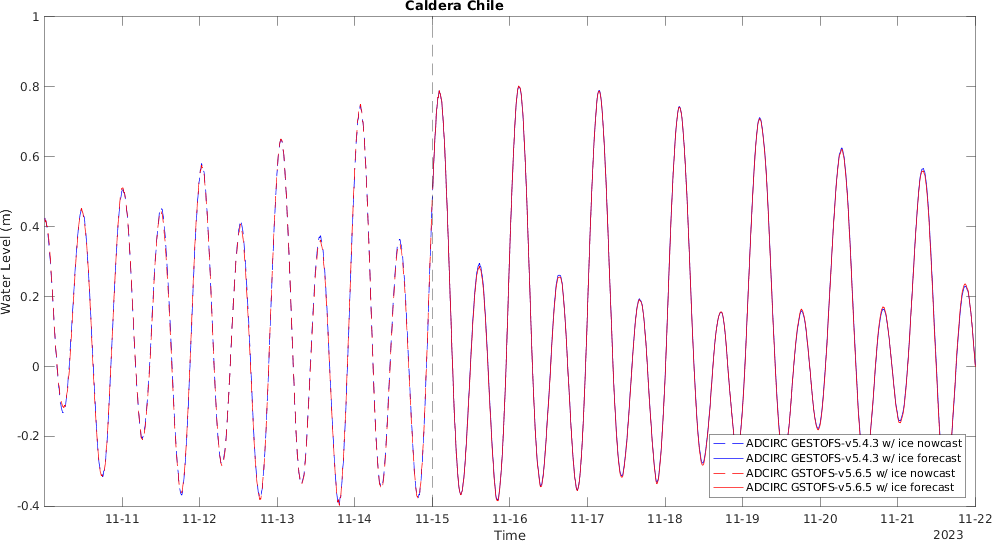 Caldera Chile
1
0.8
0.6
0.4
0.2
0
-0.2
-0.4
Water Level (m)
ADCIRC GESTOFS-v5.4.3 w/ ice nowcast
ADCIRC GESTOFS-v5.4.3 w/ ice forecast
ADCIRC GSTOFS-v5.6.5 w/ ice nowcast
ADCIRC GSTOFS-v5.6.5 w/ ice forecast
11-11 11-12 11-13 11-14 11-15 11-16 11-17 11-18 11-19 11-20 11-21 11-22
Time
2023